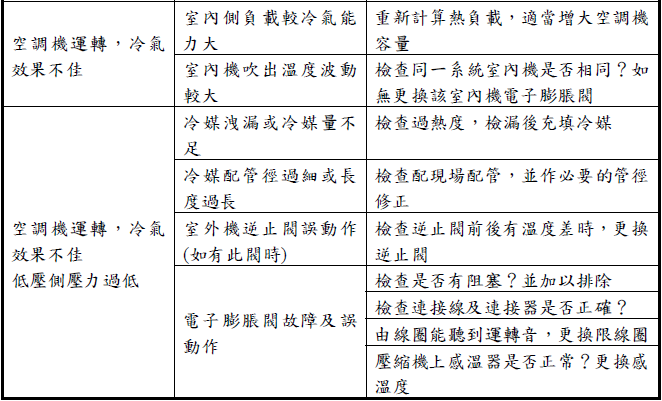 空調機運轉，冷氣
效果不住
室內側負載較冷氣能
力大
重新計算熱負載，適當增大空調機
容量
室內機吹出溫度波動
較大
檢查同一系統室內機是否相同？如
無更換該室內機電子膨脹閥
空調機運轉，冷氣
效果不住
低壓側壓力過低
冷媒洩漏或冷媒量不
足
檢查過熱度，檢漏後充填冷媒
冷媒配管徑過細或長
度過長
檢查配現場配管，並作必要的管徑
修正
室外機逆止閥誤動作
(如有此閥時)
檢查逆止閥前後有溫度差時，更換
逆止閥
電子膨脹閥故障及誤
動作
檢查是否有阻塞？並加以排除
檢查連接線及連接器是否正確？
由線圈能聽到運轉音，更換限線圈
壓縮機上感溫器是否正常？更換感
溫度